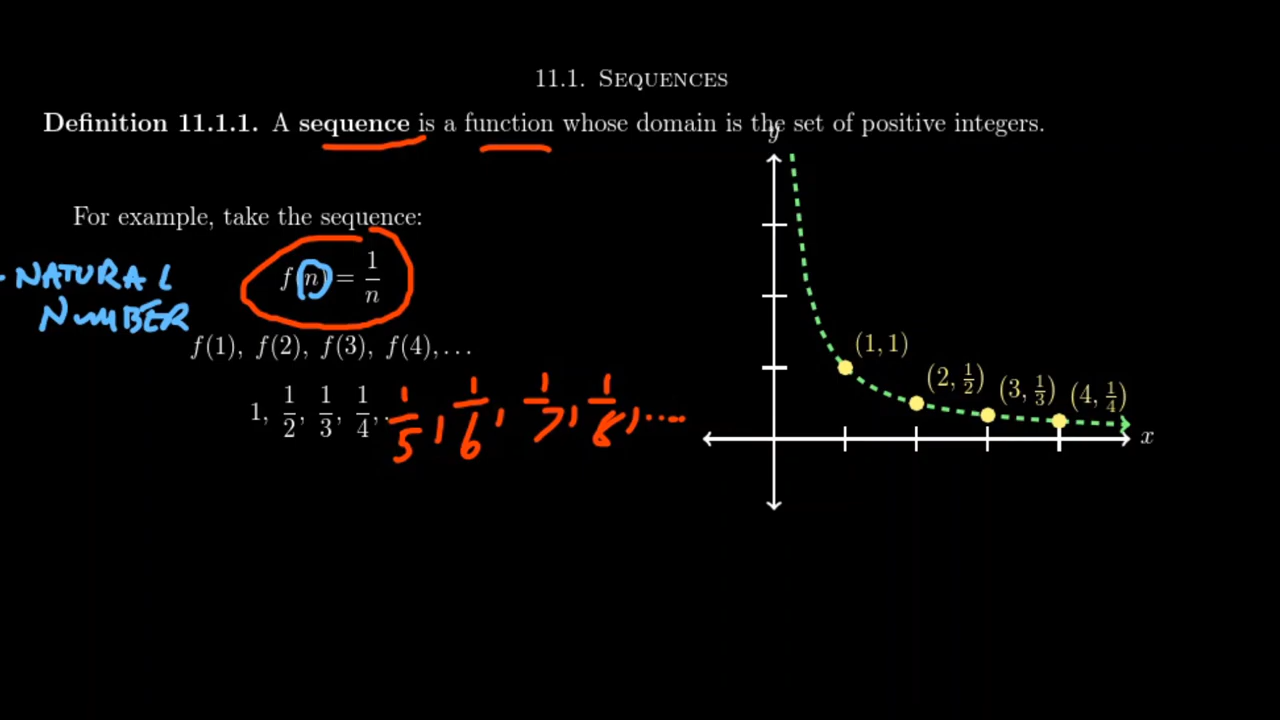 11.1. SEQUENCES
Definition 11.1.1. A sequence is a function whose domain is the set of positive integers.
y
For example, take the sequence:
f(n) = 1/n
- NATURAL
NUMBER
f(1), f(2), f(3), f(4), ...
1, 1/2, 1/3, 1/4, . 1/5, 1/6, 1/7, 1/8, ....
(1, 1)
(2, 1/2) (3, 1/3) (4, 1/4)
x